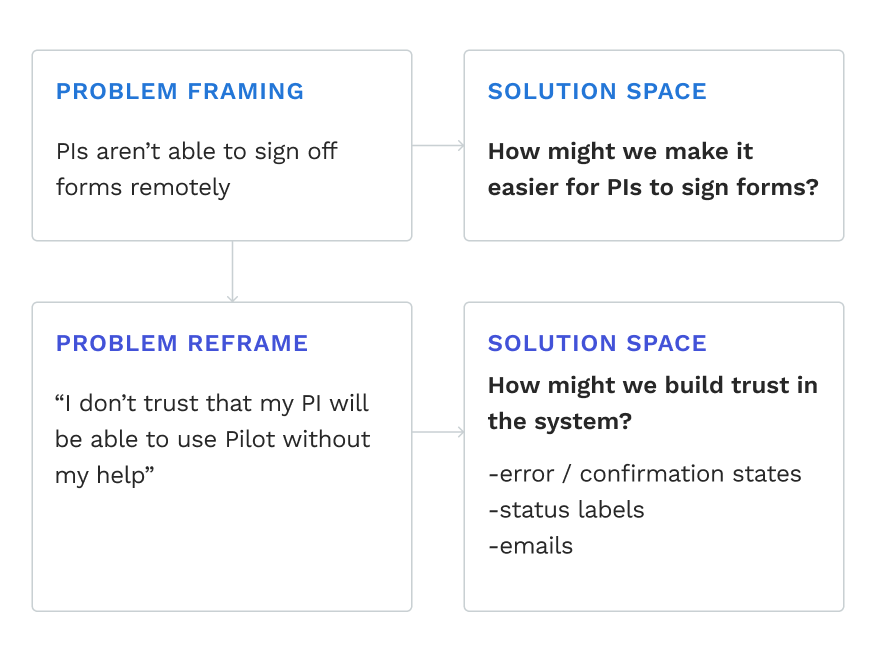 PROBLEM FRAMING
PIs aren’t able to sign off
forms remotely
SOLUTION SPACE
How might we make it
easier for PIs to sign forms?
PROBLEM REFRAME
“I don’t trust that my PI will
be able to use Pilot without
my help”
SOLUTION SPACE
How might we build trust in
the system?
-error / confirmation states
-status labels
-emails